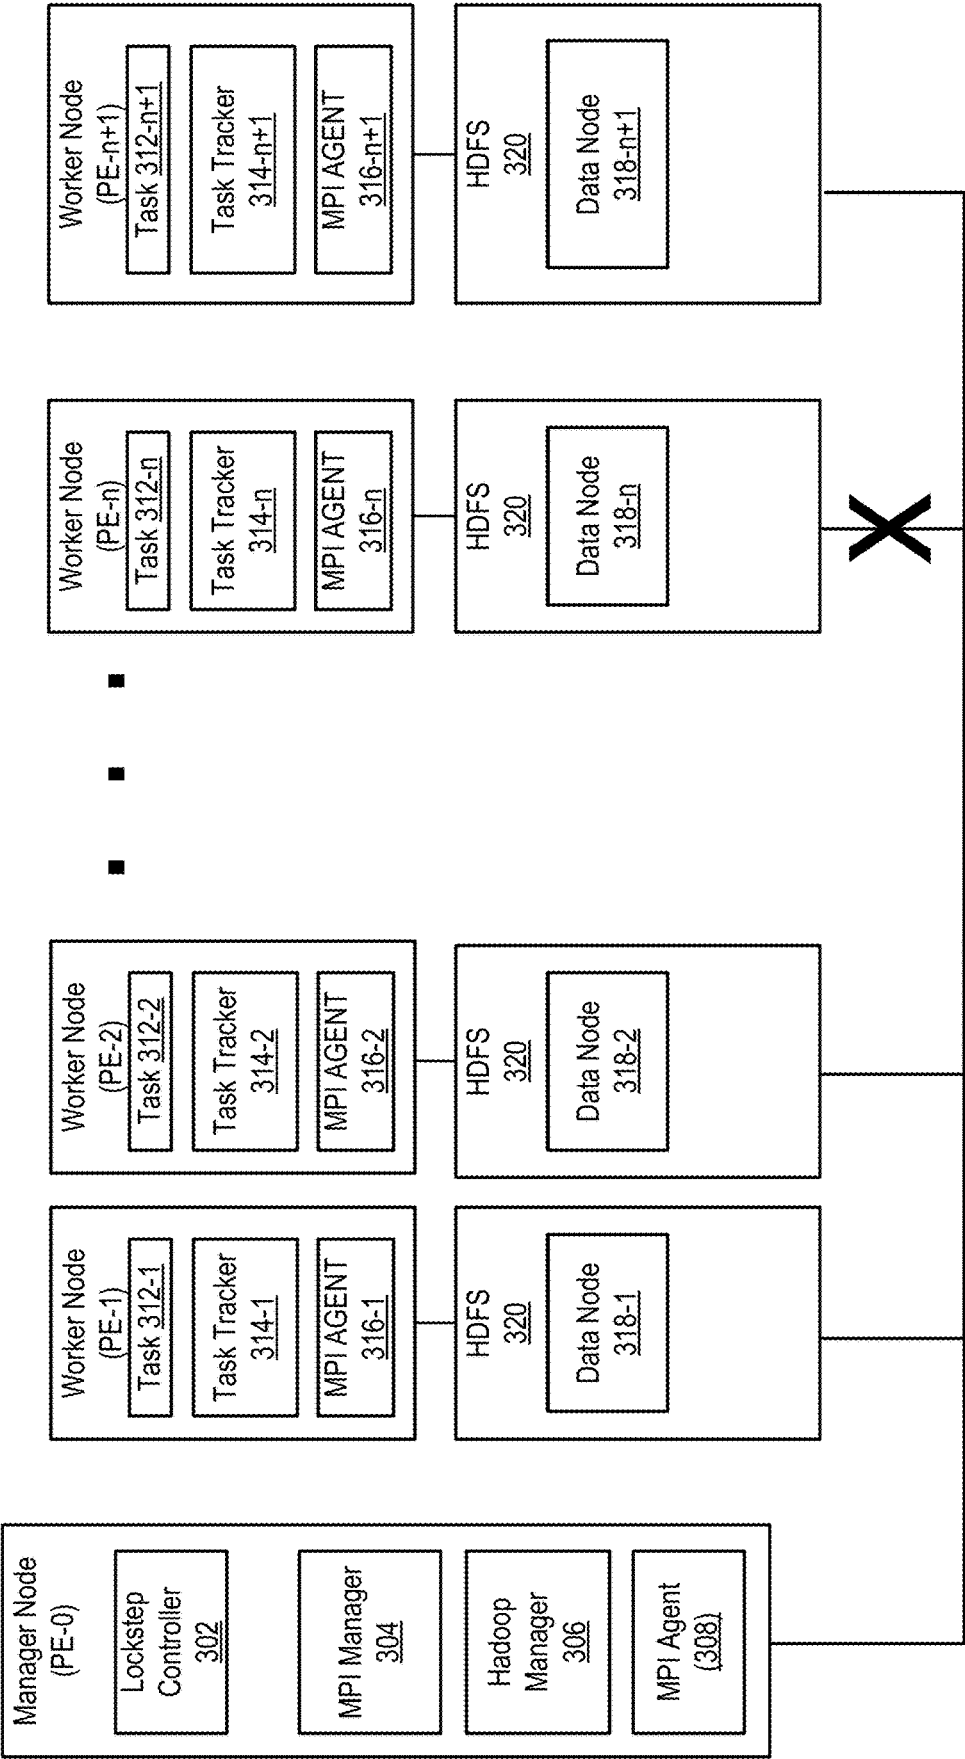 Manager Node
(PE-0)
Lockstep
Controller
302
MPI Manager
304
Hadoop
Manager
306
MPI Agent
(308)
Worker Node
(PE-1)
Task 312-1
Task Tracker
314-1
MPI AGENT
316-1
HDFS
320
Data Node
318-1
Worker Node
(PE-2)
Task 312-2
Task Tracker
314-2
MPI AGENT
316-2
HDFS
320
Data Node
318-2
Worker Node
(PE-n)
Task 312-n
Task Tracker
314-n
MPI AGENT
316-n
HDFS
320
Data Node
318-n
Worker Node
(PE-n+1)
Task 312-n+1
Task Tracker
314-n+1
MPI AGENT
316-n+1
HDFS
320
Data Node
318-n+1